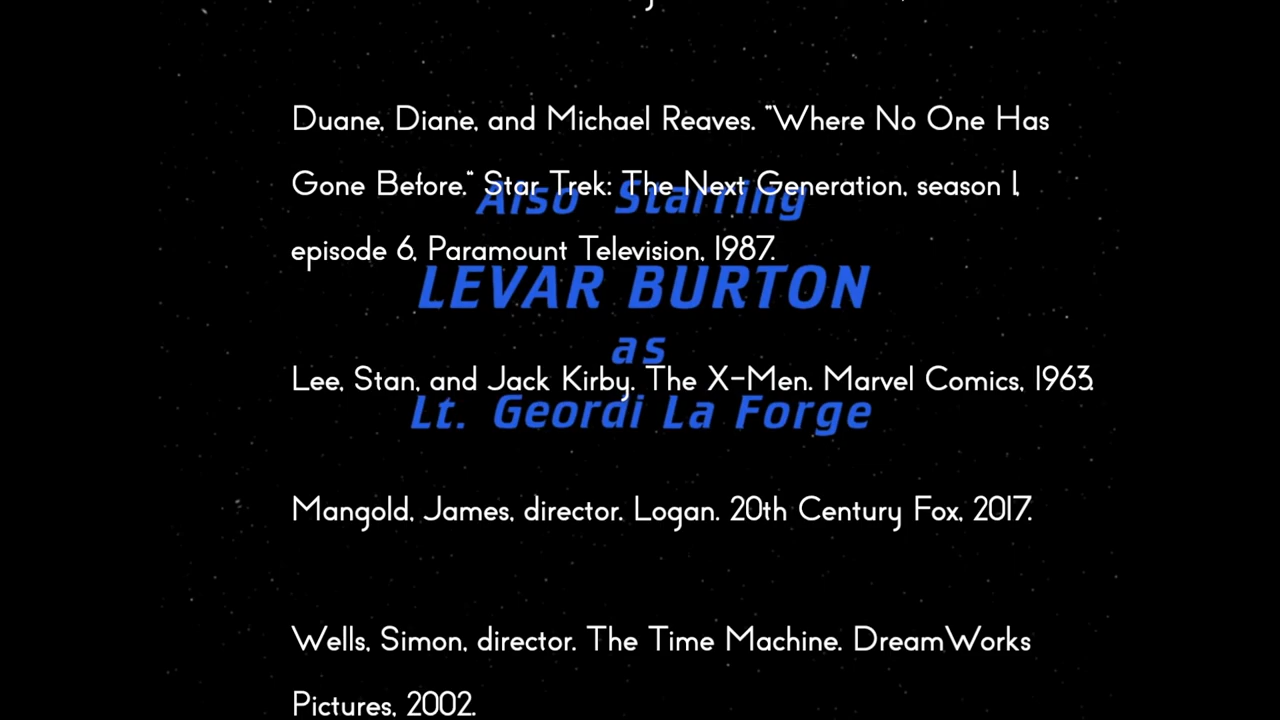 Duane, Diane, and Michael Reaves. "Where No One Has
Gone Before." Star Trek: The Next Generation, season 1,
Also Starring
episode 6, Paramount Television, 1987.
LEVAR BURTON
as
Lee, Stan, and Jack Kirby. The X-Men. Marvel Comics, 1963.
Lt. Geordi La Forge
Mangold, James, director. Logan. 20th Century Fox, 2017.
Wells, Simon, director. The Time Machine. DreamWorks
Pictures, 2002.